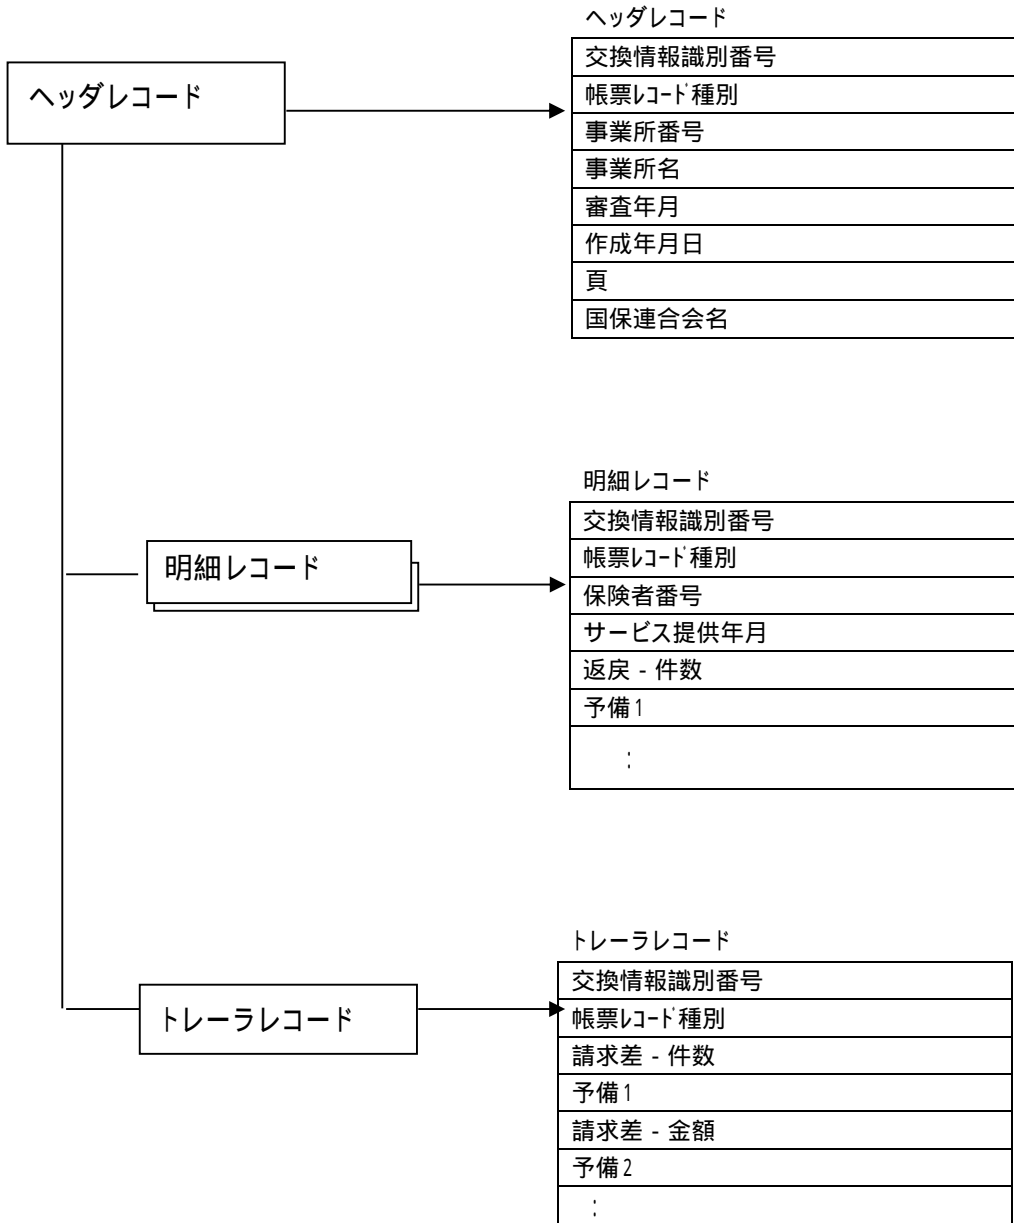 ヘッダレコード
ヘッダレコード
交換情報識別番号
帳票ﾚｺｰﾄﾞ種別
事業所番号
事業所名
審査年月
作成年月日
頁
国保連合会名
明細レコード
明細レコード
交換情報識別番号
帳票ﾚｺｰﾄﾞ種別
保険者番号
サービス提供年月
返戻 - 件数
予備1
:
トレーラレコード
トレーラレコード
交換情報識別番号
帳票ﾚｺｰﾄﾞ種別
請求差 - 件数
予備1
請求差 - 金額
予備2
: